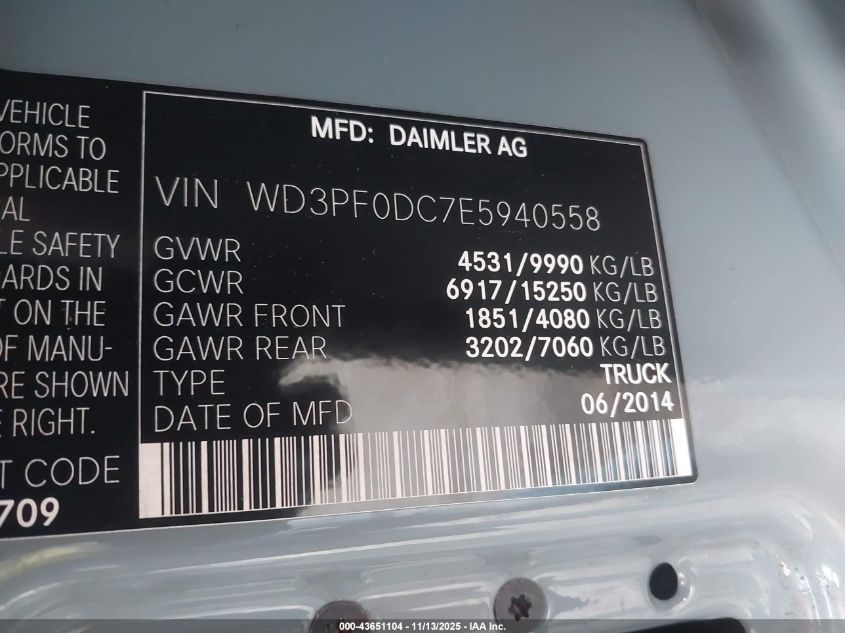 VEHICLE
ORMS TO
PPLICABLE
AL
LE SAFETY
ARDS IN
T ON THE
OF MANU-
RE SHOWN
E RIGHT.
T CODE
709
MFD: DAIMLER AG
VIN WD3PF0DC7E5940558
GVWR 4531/9990 KG/LB
GCWR 6917/15250 KG/LB
GAWR FRONT 1851/4080 KG/LB
GAWR REAR 3202/7060 KG/LB
TYPE TRUCK
DATE OF MFD 06/2014
000-43651104 - 11/13/2025 - IAA Inc.